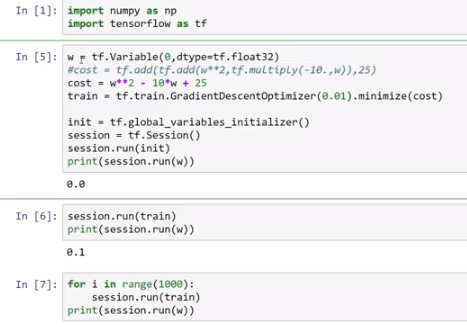 In [1]: import numpy as np
import tensorflow as tf
In [5]: w = tf.Variable(0,dtype=tf.float32)
#cost = tf.add(tf.add(w**2,tf.multiply(-10.,w)),25)
cost = w**2 - 10*w + 25
train = tf.train.GradientDescentOptimizer(0.01).minimize(cost)
init = tf.global_variables_initializer()
session = tf.Session()
session.run(init)
print(session.run(w))
0.0
In [6]: session.run(train)
print(session.run(w))
0.1
In [7]: for i in range(1000):
session.run(train)
print(session.run(w))